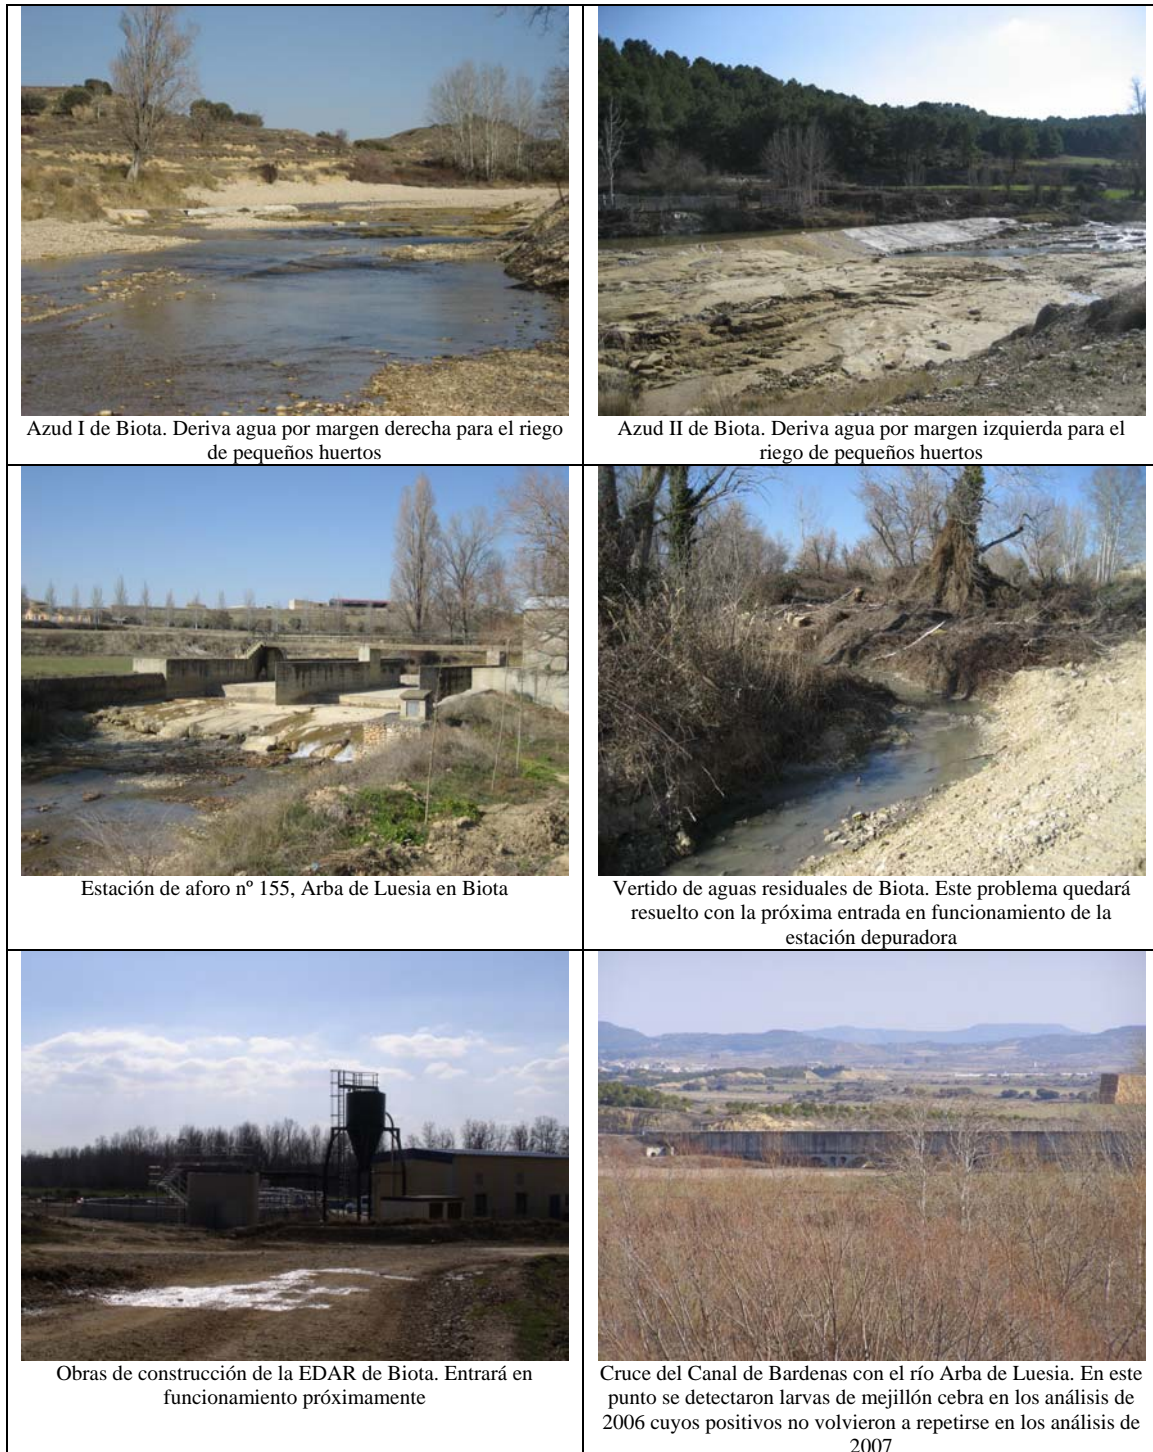 Azud I de Biota. Deriva agua por margen derecha para el riego
de pequeños huertos
Azud II de Biota. Deriva agua por margen izquierda para el
riego de pequeños huertos
Estación de aforo nº 155, Arba de Luesia en Biota
Vertido de aguas residuales de Biota. Este problema quedará
resuelto con la próxima entrada en funcionamiento de la
estación depuradora
Obras de construcción de la EDAR de Biota. Entrará en
funcionamiento próximamente
Cruce del Canal de Bardenas con el río Arba de Luesia. En este
punto se detectaron larvas de mejillón cebra en los análisis de
2006 cuyos positivos no volvieron a repetirse en los análisis de
2007